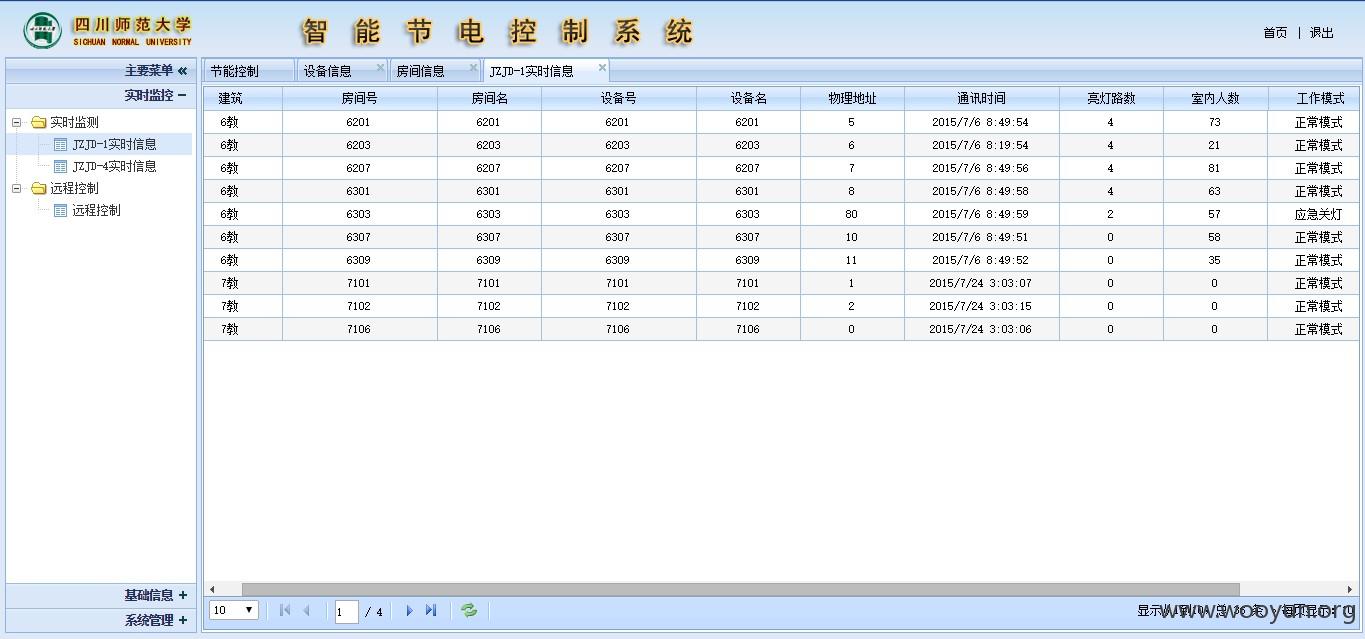 四川师范大学
SICHUAN NORMAL UNIVERSITY
智能节电控制系统
首页 | 退出
主要菜单 «
实时监控
实时监测
JZJD-1实时信息
JZJD-4实时信息
远程控制
远程控制
基础信息 +
系统管理 +
节能控制 设备信息 房间信息 JZJD-1实时信息
建筑 房间号 房间名 设备号 设备名 物理地址 通讯时间 亮灯路数 室内人数 工作模式
6教 6201 6201 6201 6201 5 2015/7/6 8:49:54 4 73 正常模式
6教 6203 6203 6203 6203 6 2015/7/6 8:19:54 4 21 正常模式
6教 6207 6207 6207 6207 7 2015/7/6 8:49:56 4 81 正常模式
6教 6301 6301 6301 6301 8 2015/7/6 8:49:58 4 63 正常模式
6教 6303 6303 6303 6303 80 2015/7/6 8:49:59 2 57 应急关灯
6教 6307 6307 6307 6307 10 2015/7/6 8:49:51 0 58 正常模式
6教 6309 6309 6309 6309 11 2015/7/6 8:49:52 0 35 正常模式
7教 7101 7101 7101 7101 1 2015/7/24 3:03:07 0 0 正常模式
7教 7102 7102 7102 7102 2 2015/7/24 3:03:15 0 0 正常模式
7教 7106 7106 7106 7106 0 2015/7/24 3:03:06 0 0 正常模式
10 1 / 4
www.wooyun.org